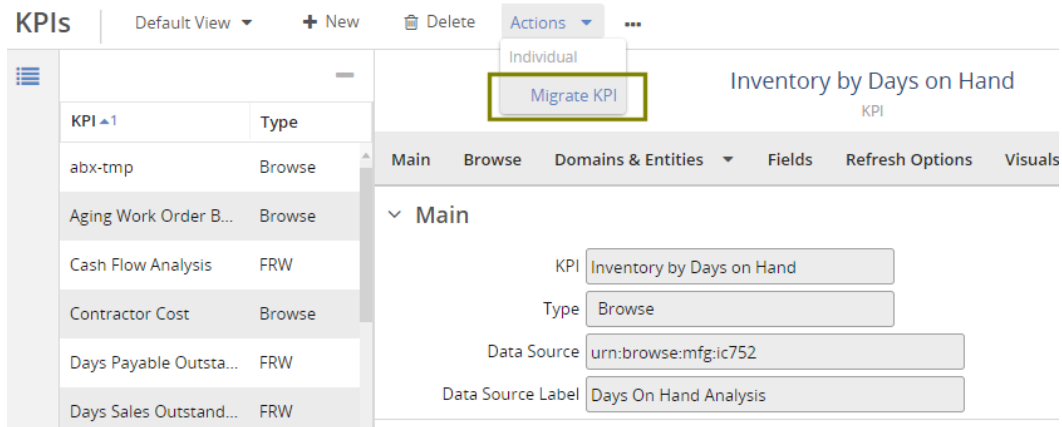 KPIs Default View + New Delete Actions •••
Individual
Migrate KPI
Inventory by Days on Hand
KPI
KPI 1 Type
abx-tmp Browse
Aging Work Order B... Browse
Cash Flow Analysis FRW
Contractor Cost Browse
Days Payable Outsta... FRW
Days Sales Outstand... FRW
Main Browse Domains & Entities Fields Refresh Options Visuals
Main
KPI Inventory by Days on Hand
Type Browse
Data Source urn:browse:mfg:ic752
Data Source Label Days On Hand Analysis